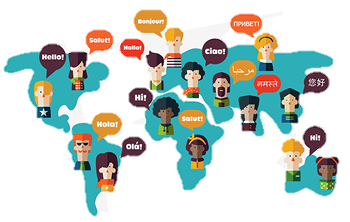 Bonjour!
ПРИВЕТ!
Salut!
Hallo!
Ciao!
Hello!
مرحبا
नमस्ते
您好
Hi!
Hola!
Salut!
Olá!
Hi!